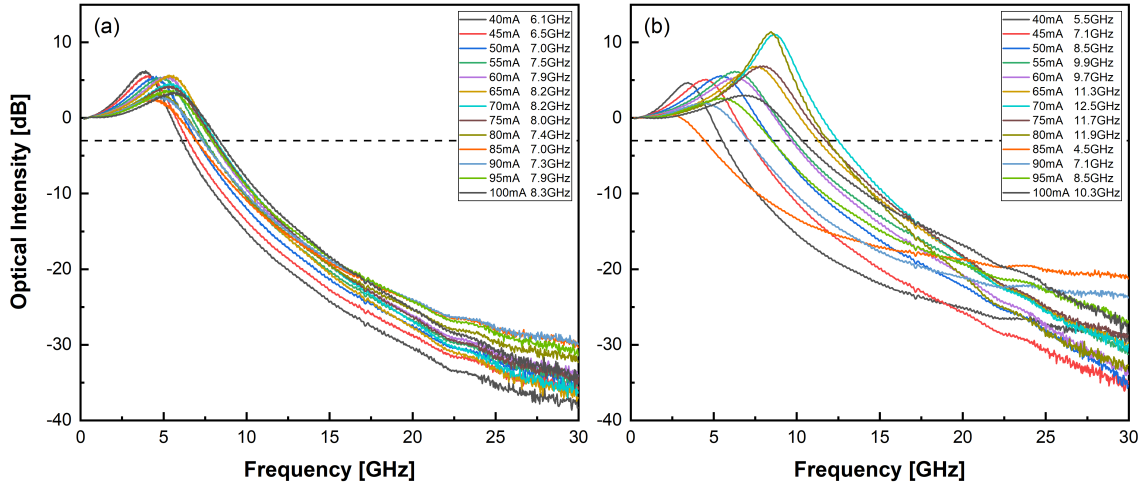 (a)
40mA 6.1GHz
45mA 6.5GHz
50mA 7.0GHz
55mA 7.5GHz
60mA 7.9GHz
65mA 8.2GHz
70mA 8.2GHz
75mA 8.0GHz
80mA 7.4GHz
85mA 7.0GHz
90mA 7.3GHz
95mA 7.9GHz
100mA 8.3GHz
10
0
-10
-20
-30
-40
Optical Intensity [dB]
0 5 10 15 20 25 30
Frequency [GHz]
(b)
40mA 5.5GHz
45mA 7.1GHz
50mA 8.5GHz
55mA 9.9GHz
60mA 9.7GHz
65mA 11.3GHz
70mA 12.5GHz
75mA 11.7GHz
80mA 11.9GHz
85mA 4.5GHz
90mA 7.1GHz
95mA 8.5GHz
100mA 10.3GHz
10
0
-10
-20
-30
-40
0 5 10 15 20 25 30
Frequency [GHz]